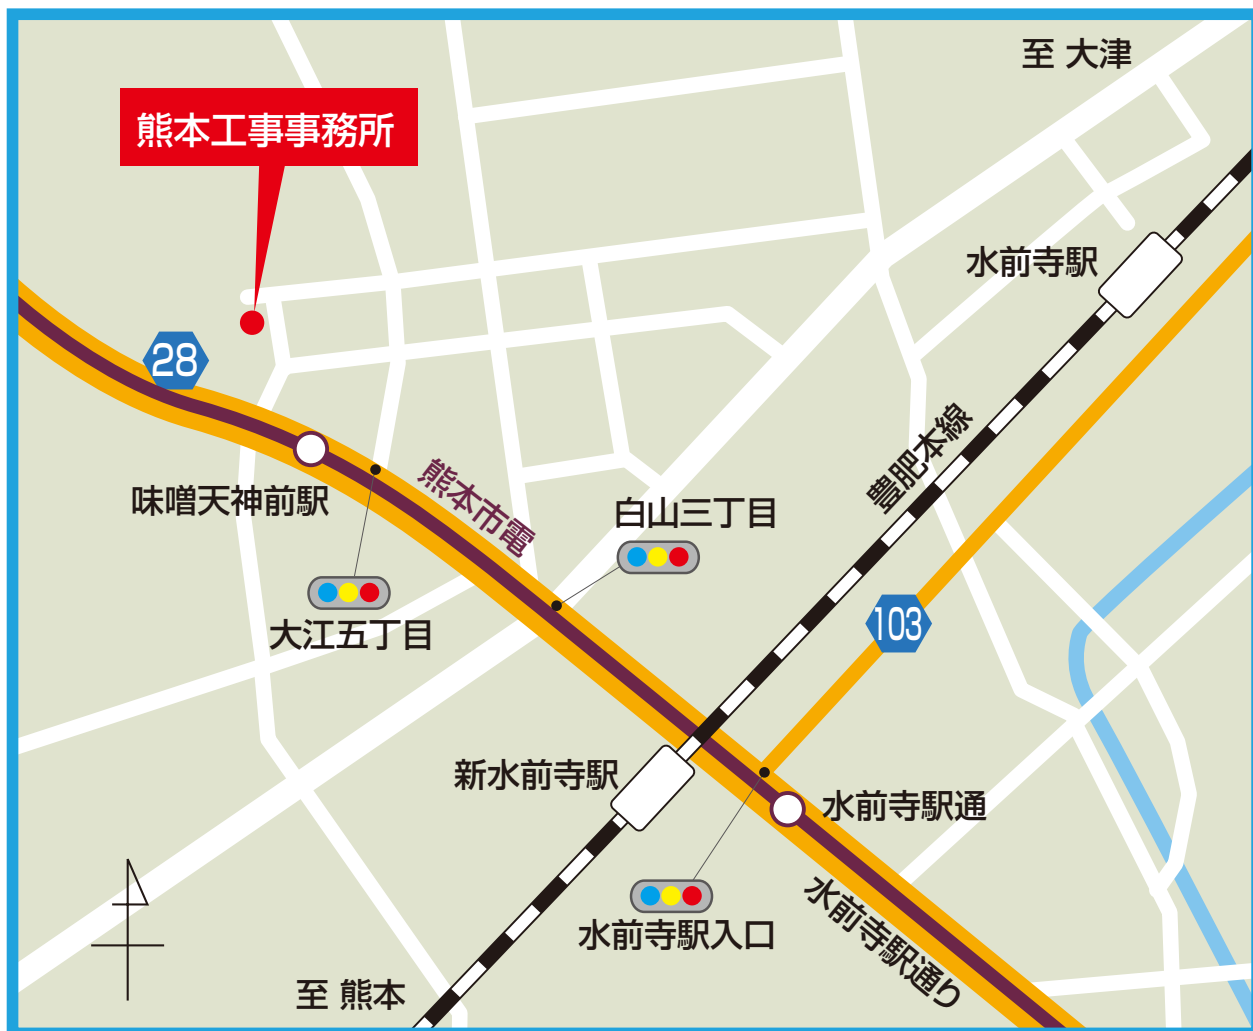 至 大津
熊本工事事務所
水前寺駅
28
豊肥本線
熊本市電
味噌天神前駅
白山三丁目
大江五丁目
103
新水前寺駅
水前寺駅通
水前寺駅入口
水前寺駅通り
至 熊本